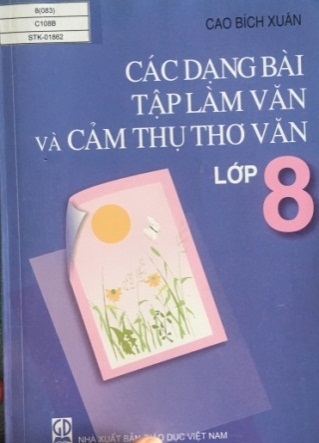 8(083)
C108B
STK-01862
CAO BÍCH XUÂN
CÁC DẠNG BÀI
TẬP LÀM VĂN
VÀ CẢM THỤ THƠ VĂN
LỚP 8
GD
NHÀ XUẤT BẢN GIÁO DỤC VIỆT NAM